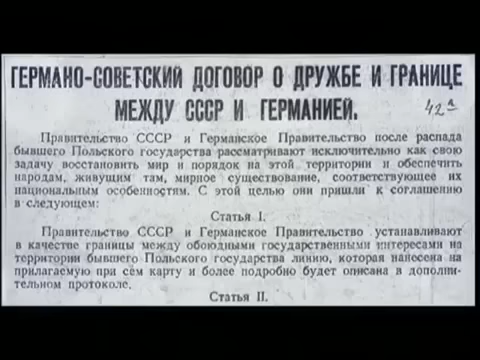 ГЕРМАНО-СОВЕТСКИЙ ДОГОВОР О ДРУЖБЕ И ГРАНИЦЕ
МЕЖДУ СССР И ГЕРМАНИЕЙ.
42а
Правительство СССР и Германское Правительство после распада
бывшего Польского государства рассматривают исключительно как свою
задачу восстановить мир и порядок на этой территории и обеспечить
народам, живущим там, мирное существование, соответствующее их
национальным особенностям. С этой целью они пришли к соглашению
в следующем:
Статья I.
Правительство СССР и Германское Правительство устанавливают
в качестве границы между обоюдными государственными интересами на
территории бывшего Польского государства линию, которая нанесена на
прилагаемую при сём карту и более подробно будет описана в дополни-
тельном протоколе.
Статья II.